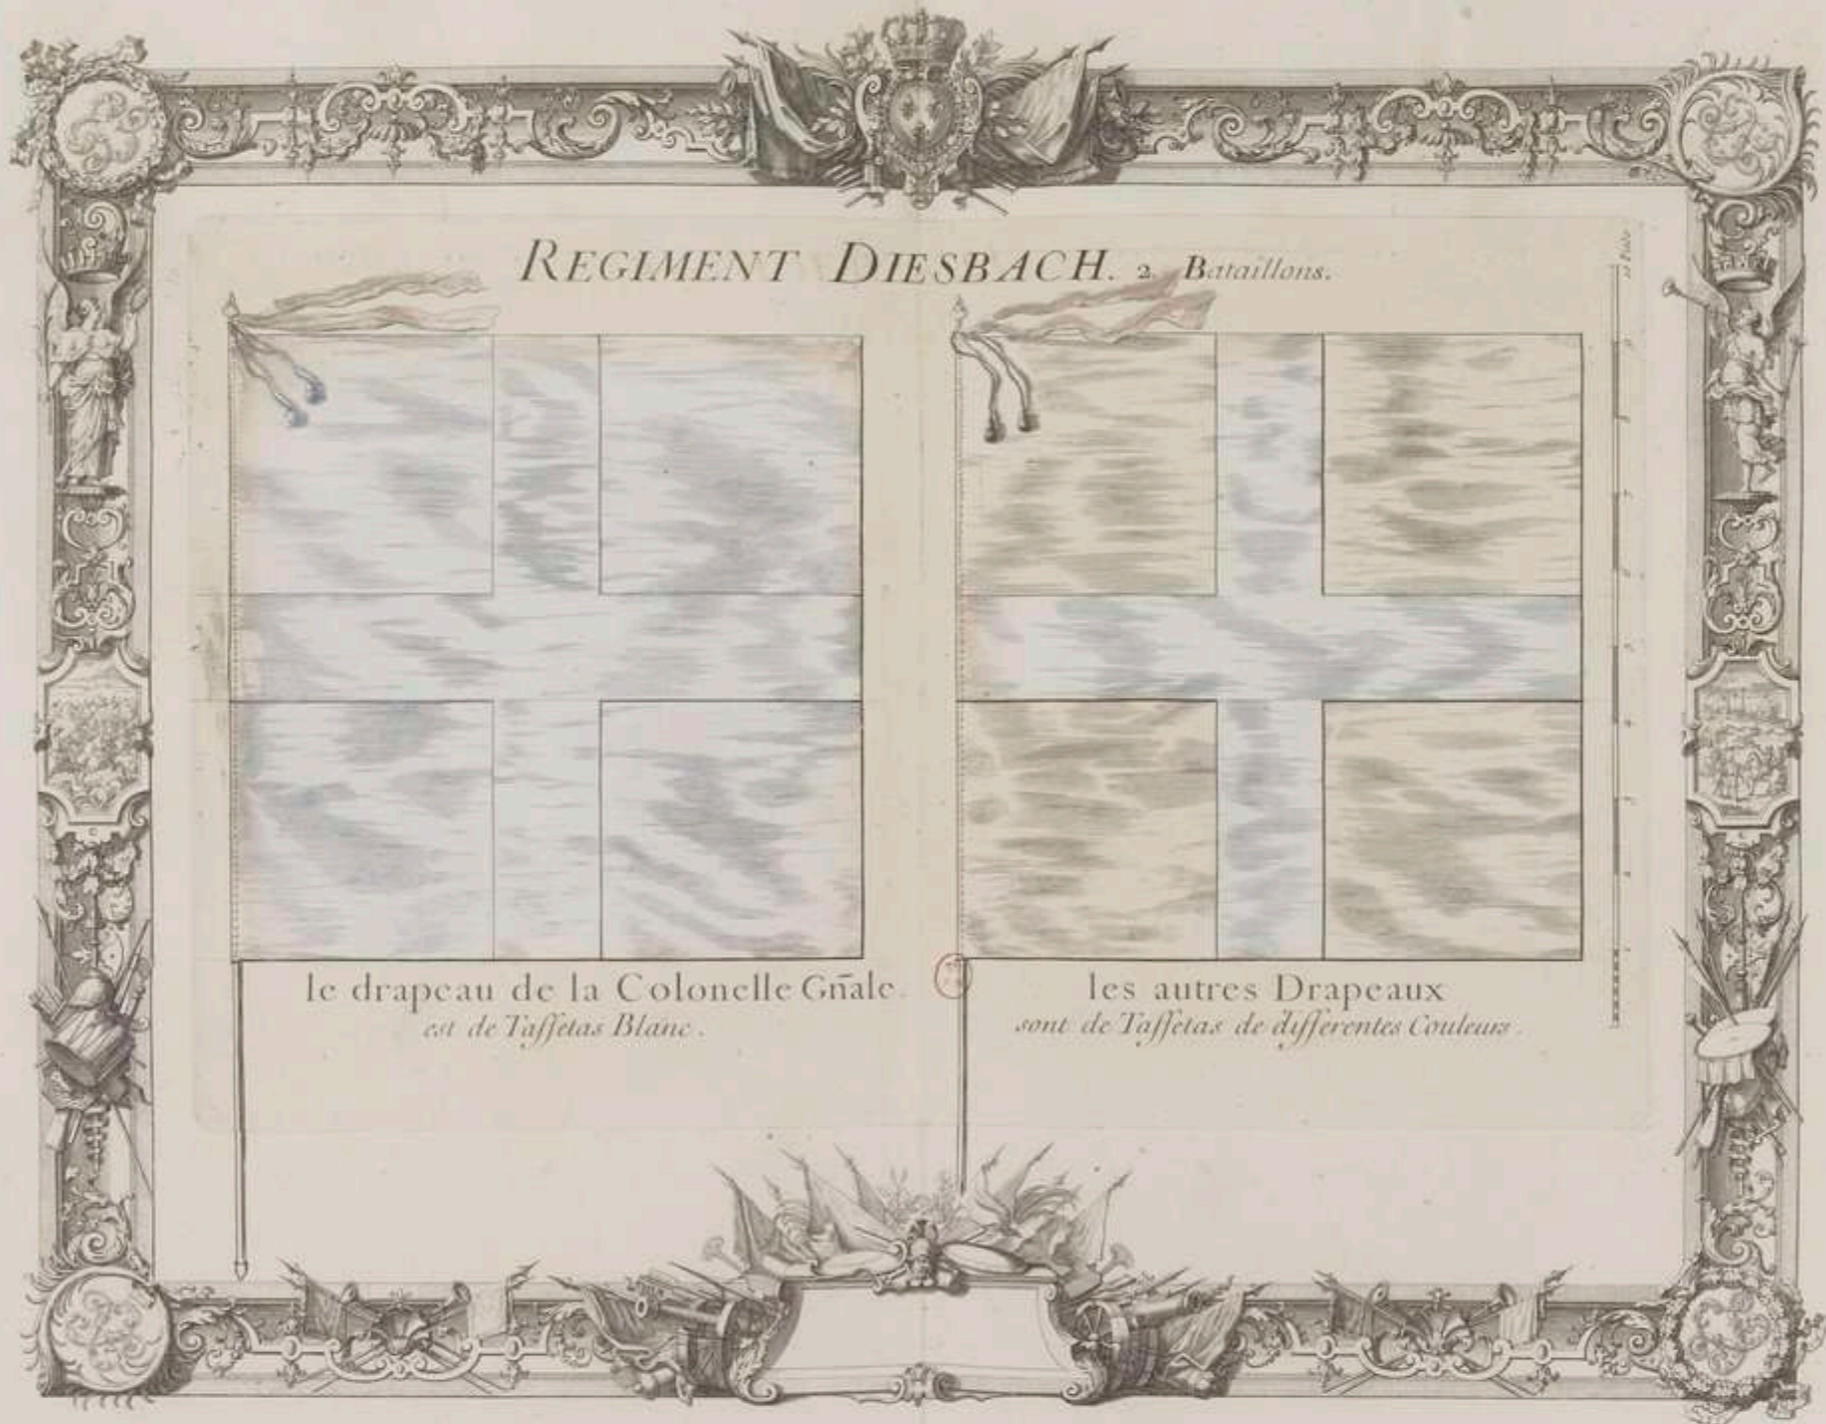 REGIMENT DIESBACH. 2 Bataillons.
le drapeau de la Colonelle Gñale.
est de Taffetas Blanc.
les autres Drapeaux
sont de Taffetas de differentes Couleurs.